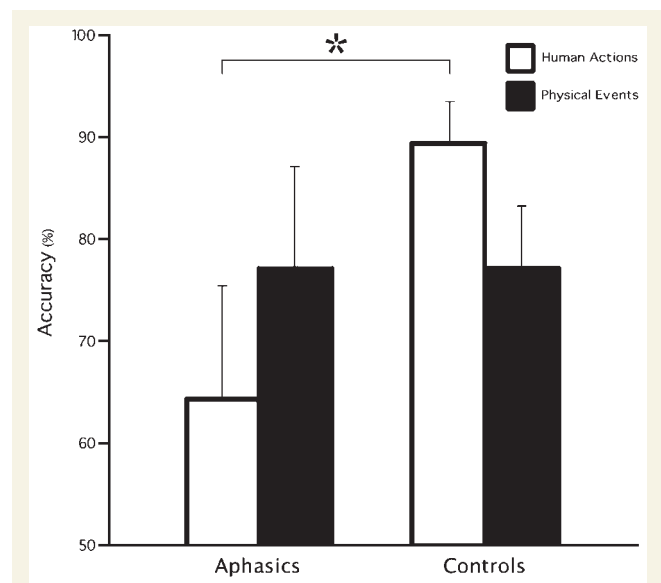 100
*
Human Actions
Physical Events
90
80
Accuracy (%)
70
60
50
Aphasics Controls